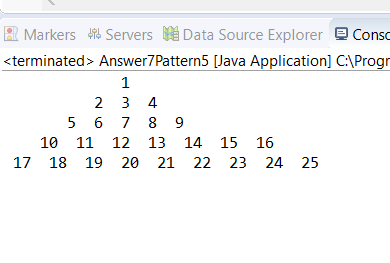 Markers Servers Data Source Explorer Conso
<terminated> Answer7Pattern5 [Java Application] C:\Progr
1
2 3 4
5 6 7 8 9
10 11 12 13 14 15 16
17 18 19 20 21 22 23 24 25